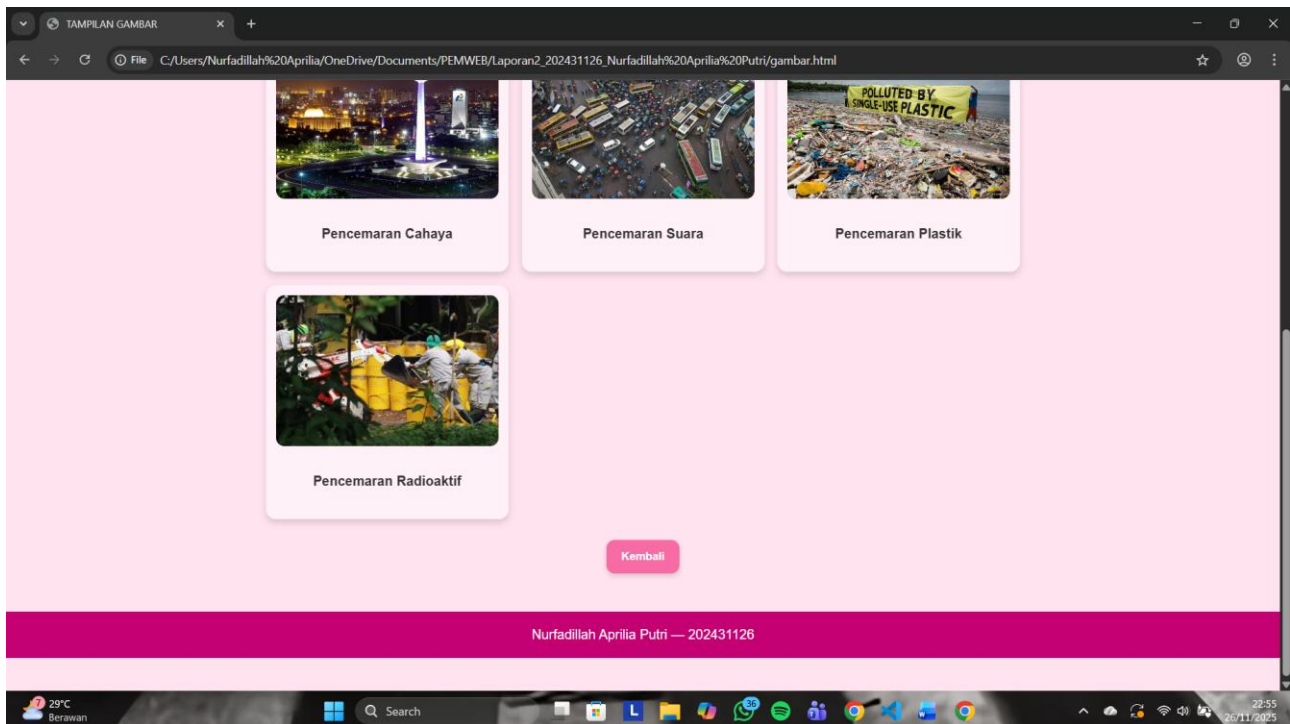 TAMPILAN GAMBAR
File C:/Users/Nurfadillah%20Aprilia/OneDrive/Documents/PEMWEB/Laporan2_202431126_Nurfadillah%20Aprilia%20Putri/gambar.html
POLLUTED BY
SINGLE-USE PLASTIC
Pencemaran Cahaya
Pencemaran Suara
Pencemaran Plastik
Pencemaran Radioaktif
Kembali
Nurfadillah Aprilia Putri — 202431126
7
29°C
Berawan
Search
L
36
22:55
26/11/2025